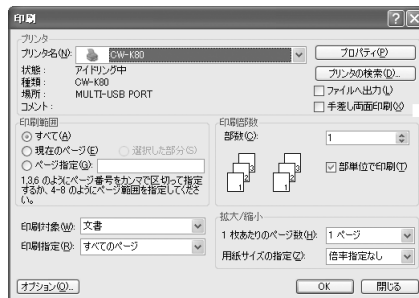 印刷
プリンタ
プリンタ名(N): CW-K80 プロパティ(P)
状態: アイドリング中 プリンタの検索(D)...
種類: CW-K80
場所: MULTI-USB PORT ファイルへ出力(L)
コメント: 手差し両面印刷(X)
印刷範囲
すべて(A)
現在のページ(E) 選択した部分(S)
ページ指定(G):
1,3,6 のようにページ番号をカンマで区切って指定
するか、4-8 のようにページ範囲を指定してくださ
い。
印刷部数
部数(C): 1
部単位で印刷(T)
印刷対象(W): 文書
印刷指定(R): すべてのページ
拡大/縮小
1 枚あたりのページ数(H): 1 ページ
用紙サイズの指定(Z): 倍率指定なし
オプション(O)... OK 閉じる